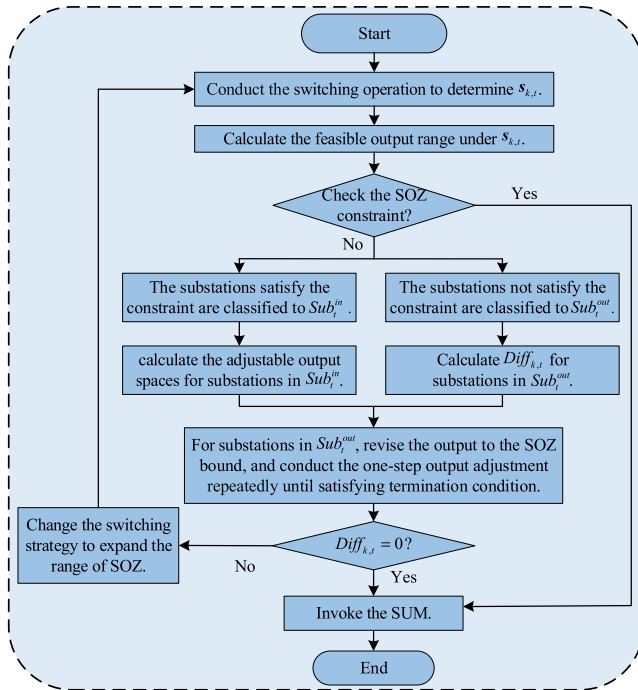 Start
Conduct the switching operation to determine s_{k,t}.
Calculate the feasible output range under s_{k,t}.
Check the SOZ
constraint?
Yes
No
The substations satisfy the
constraint are classified to Sub_t^{in}.
The substations not satisfy the
constraint are classified to Sub_t^{out}.
calculate the adjustable output
spaces for substations in Sub_t^{in}.
Calculate Diff_{k,t} for
substations in Sub_t^{out}.
For substations in Sub_t^{out}, revise the output to the SOZ
bound, and conduct the one-step output adjustment
repeatedly until satisfying termination condition.
Change the switching
strategy to expand the
range of SOZ.
Diff_{k,t} = 0?
No
Yes
Invoke the SUM.
End